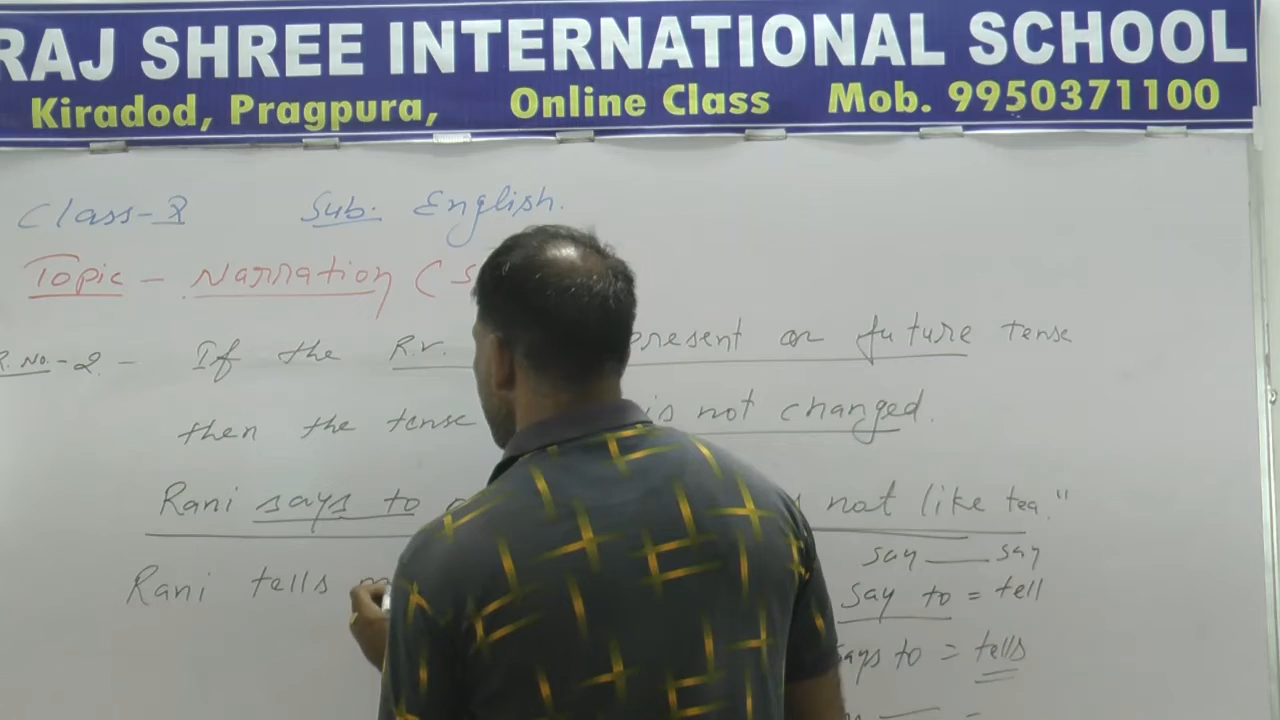 RAJ SHREE INTERNATIONAL SCHOOL
Kiradod, Pragpura, Online Class Mob. 9950371100
Class-X Sub. English.
Topic - Narration (S
R. No.-2 - If the R.V. present or future tense
then the tense is not changed.
Rani says to not like tea."
say — say
Rani tells
say to = tell
says to = tells